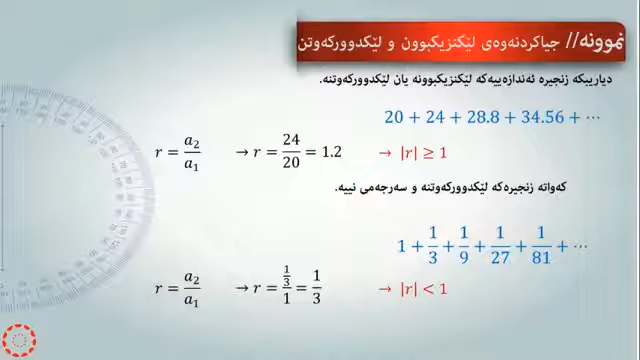 نموونە// جیاکردنەوەی لێکنزیکبوون و لێکدوورکەوتن
دیاریبکە زنجیرە ئەندازەییەکە لێکنزیکبوونە یان لێکدوورکەوتنە.
20 + 24 + 28.8 + 34.56 + ⋯
r = a₂/a₁ → r = 24/20 = 1.2 → |r| ≥ 1
کەواتە زنجیرەکە لێکدوورکەوتنە و سەرجەمی نییە.
1 + 1/3 + 1/9 + 1/27 + 1/81 + ⋯
r = a₂/a₁ → r = (1/3)/1 = 1/3 → |r| < 1